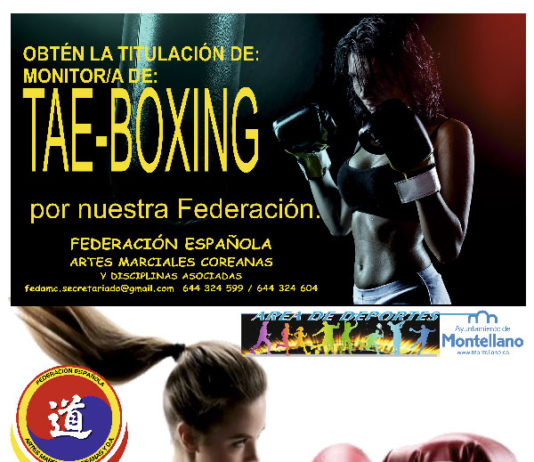 OBTÉN LA TITULACIÓN DE:
MONITOR/A DE:
TAE-BOXING
por nuestra Federación.
FEDERACIÓN ESPAÑOLA
ARTES MARCIALES COREANAS
Y DISCIPLINAS ASOCIADAS
fedamc.secretariado@gmail.com 644 324 599 / 644 324 604
AREA DE DEPORTES
Ayuntamiento de
Montellano
FEDERACIÓN ESPAÑOLA
道
ARTES